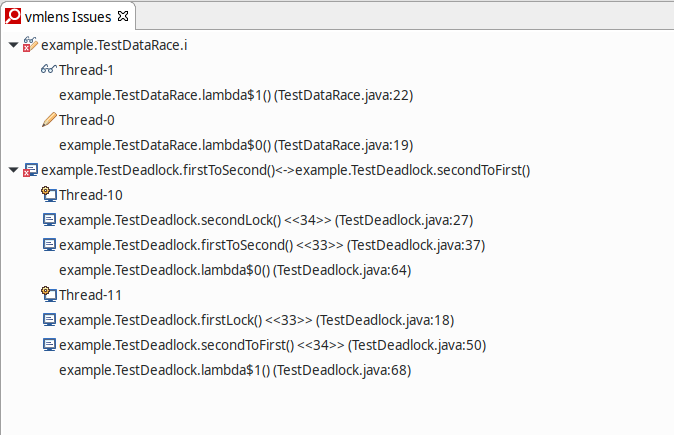 vmlens Issues
example.TestDataRace.i
Thread-1
example.TestDataRace.lambda$1() (TestDataRace.java:22)
Thread-0
example.TestDataRace.lambda$0() (TestDataRace.java:19)
example.TestDeadlock.firstToSecond()<->example.TestDeadlock.secondToFirst()
Thread-10
example.TestDeadlock.secondLock() <<34>> (TestDeadlock.java:27)
example.TestDeadlock.firstToSecond() <<33>> (TestDeadlock.java:37)
example.TestDeadlock.lambda$0() (TestDeadlock.java:64)
Thread-11
example.TestDeadlock.firstLock() <<33>> (TestDeadlock.java:18)
example.TestDeadlock.secondToFirst() <<34>> (TestDeadlock.java:50)
example.TestDeadlock.lambda$1() (TestDeadlock.java:68)